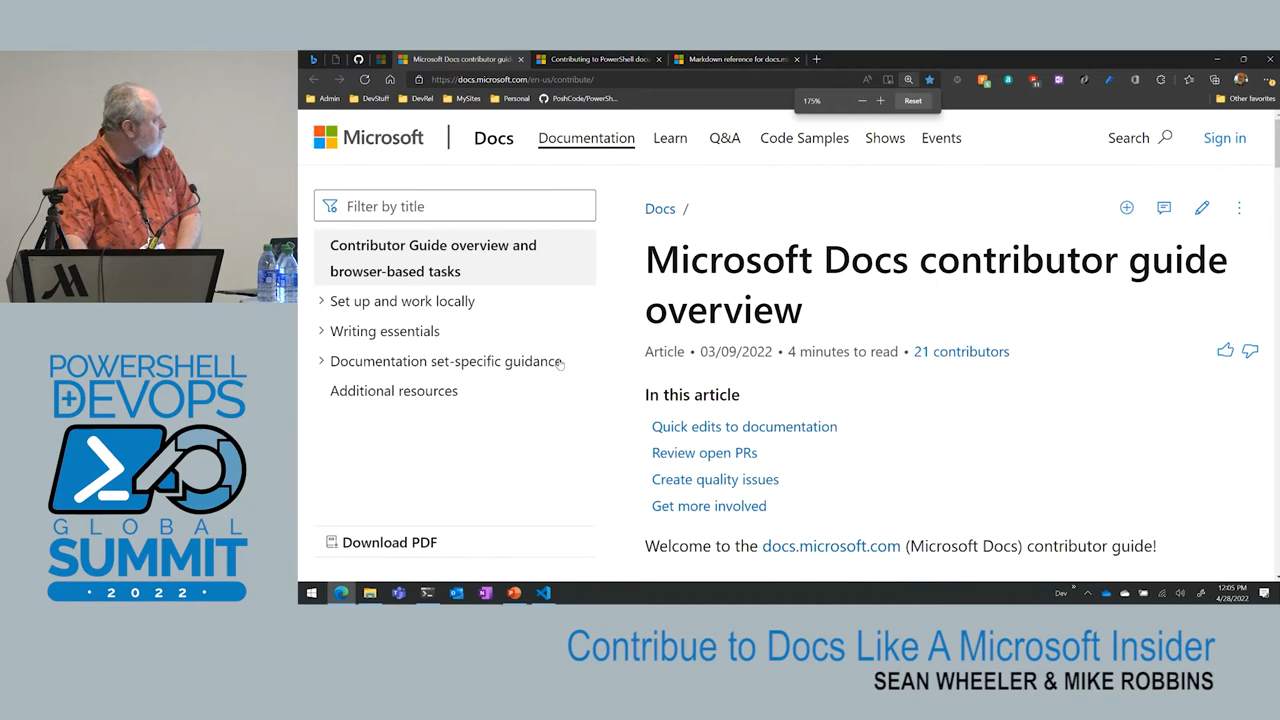 Microsoft Docs contributor guid
Contributing to PowerShell docu
Markdown reference for docs.mi
https://docs.microsoft.com/en-us/contribute/
Admin
DevStuff
DevRel
MySites
Personal
PoshCode/PowerSh...
Other favorites
175%
Reset
Microsoft
Docs
Documentation
Learn
Q&A
Code Samples
Shows
Events
Search
Sign in
Filter by title
Contributor Guide overview and
browser-based tasks
Set up and work locally
Writing essentials
Documentation set-specific guidance
Additional resources
Download PDF
Docs /
Microsoft Docs contributor guide
overview
Article • 03/09/2022 • 4 minutes to read • 21 contributors
In this article
Quick edits to documentation
Review open PRs
Create quality issues
Get more involved
Welcome to the docs.microsoft.com (Microsoft Docs) contributor guide!
Dev
12:05 PM
4/28/2022
POWERSHELL
+DEVOPS
GLOBAL
SUMMIT
· 2022 ·
Contribue to Docs Like A Microsoft Insider
SEAN WHEELER & MIKE ROBBINS